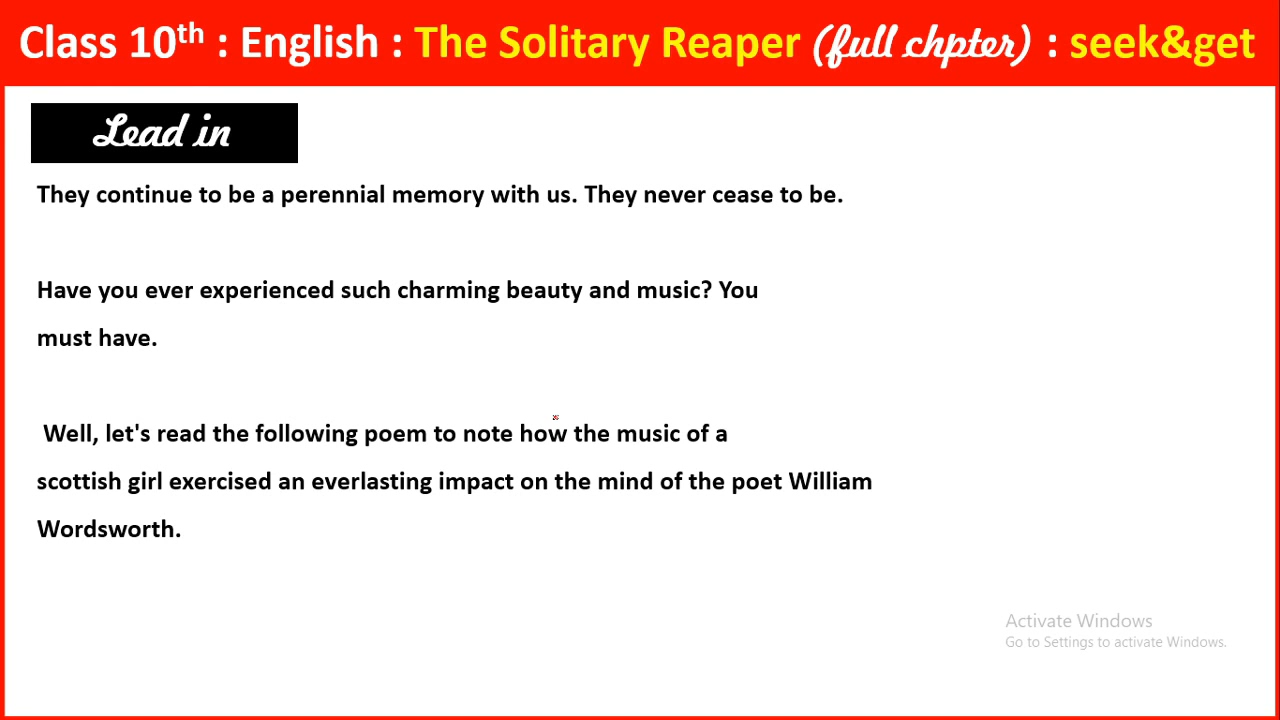 Class 10th : English : The Solitary Reaper (full chpter) : seek&get
Lead in
They continue to be a perennial memory with us. They never cease to be.
Have you ever experienced such charming beauty and music? You
must have.
Well, let's read the following poem to note how the music of a
scottish girl exercised an everlasting impact on the mind of the poet William
Wordsworth.
Activate Windows
Go to Settings to activate Windows.